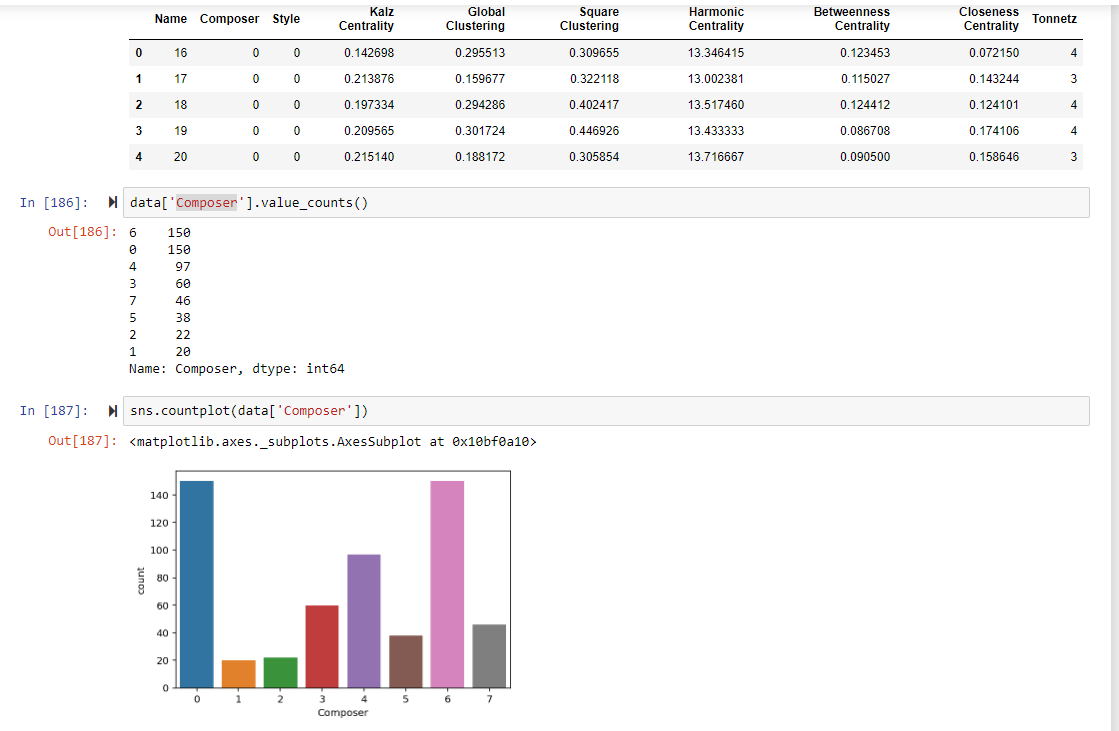 Name Composer Style Kalz Centrality Global Clustering Square Clustering Harmonic Centrality Betweenness Centrality Closeness Centrality Tonnetz
0 16 0 0 0.142698 0.295513 0.309655 13.346415 0.123453 0.072150 4
1 17 0 0 0.213876 0.159677 0.322118 13.002381 0.115027 0.143244 3
2 18 0 0 0.197334 0.294286 0.402417 13.517460 0.124412 0.124101 4
3 19 0 0 0.209565 0.301724 0.446926 13.433333 0.086708 0.174106 4
4 20 0 0 0.215140 0.188172 0.305854 13.716667 0.090500 0.158646 3
In [186]: data['Composer'].value_counts()
Out[186]: 6 150
0 150
4 97
3 60
7 46
5 38
2 22
1 20
Name: Composer, dtype: int64
In [187]: sns.countplot(data['Composer'])
Out[187]: <matplotlib.axes._subplots.AxesSubplot at 0x10bf0a10>
140
120
100
80
60
40
20
0
count
0 1 2 3 4 5 6 7
Composer